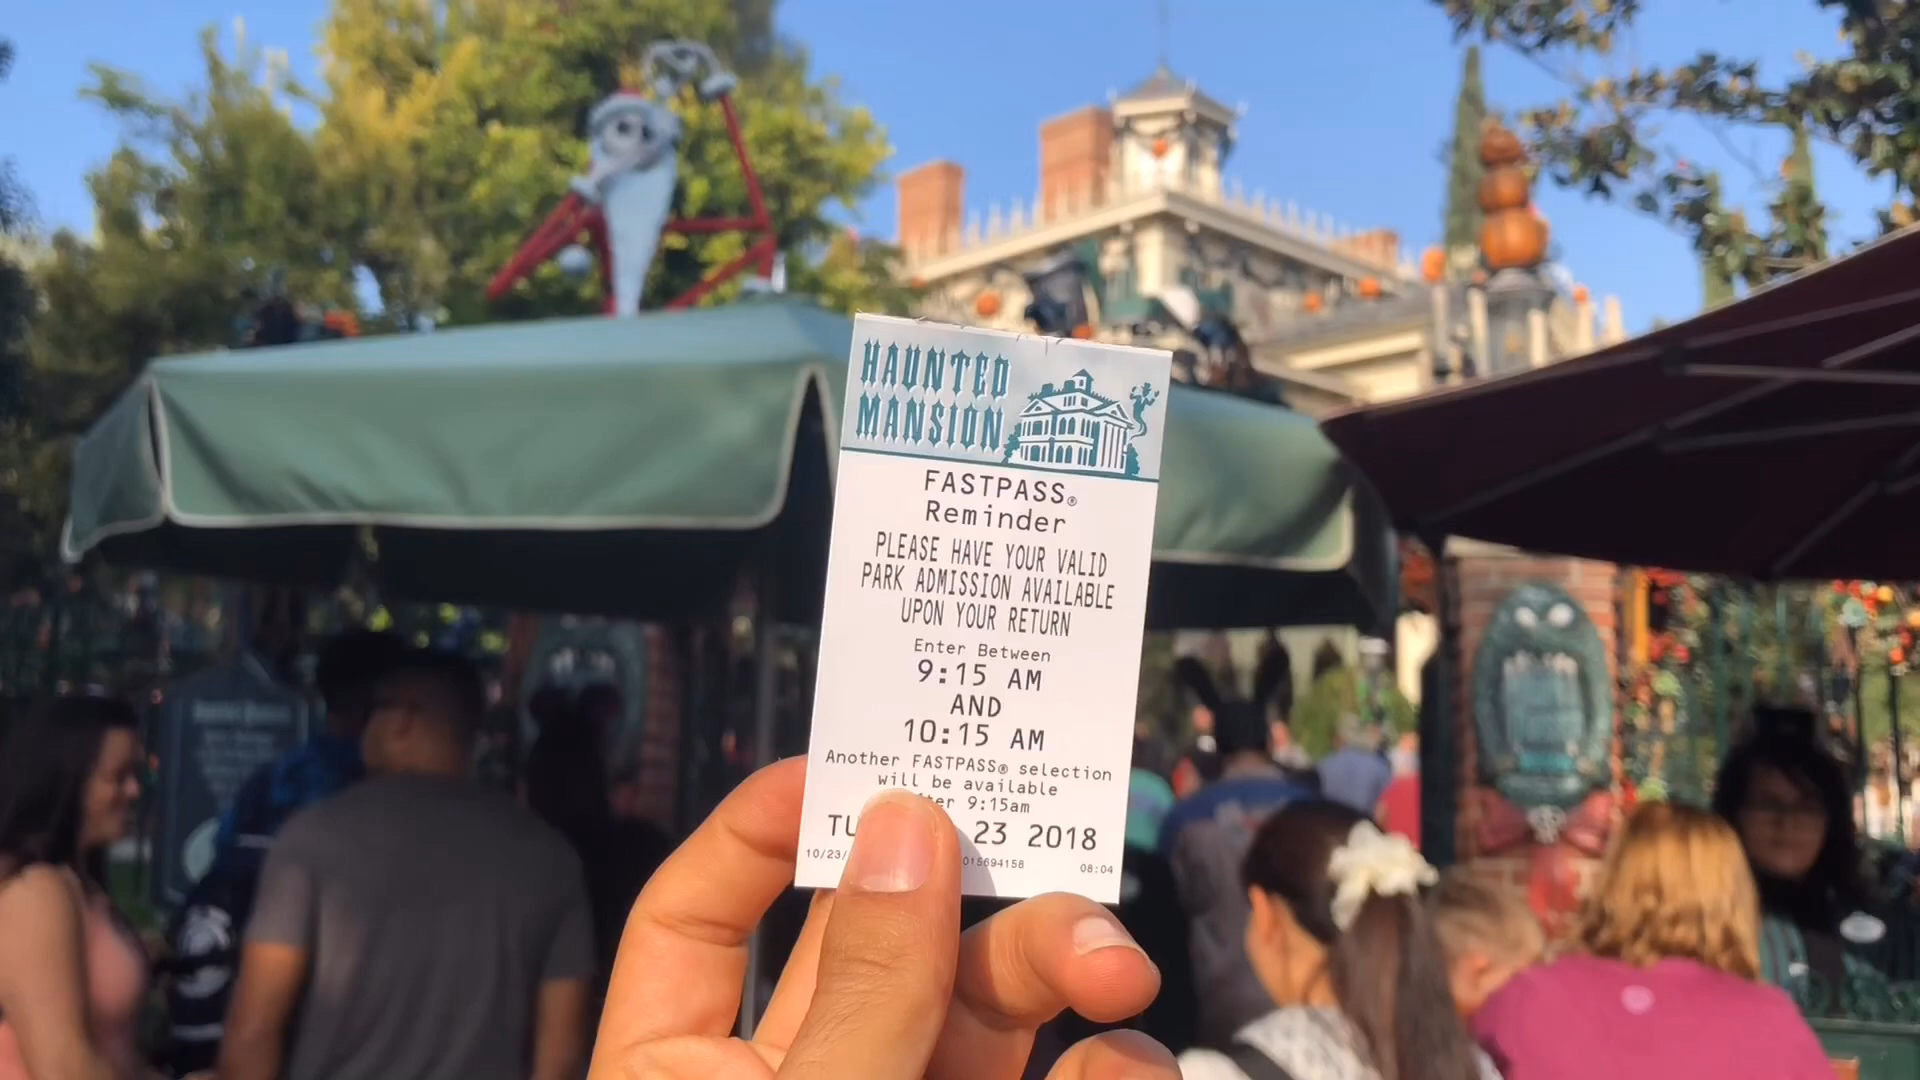 HAUNTED
MANSION
FASTPASS®
Reminder
PLEASE HAVE YOUR VALID
PARK ADMISSION AVAILABLE
UPON YOUR RETURN
Enter Between
9:15 AM
AND
10:15 AM
Another FASTPASS® selection
will be available
9:15am
23 2018
10/23/ 015694158 08:04